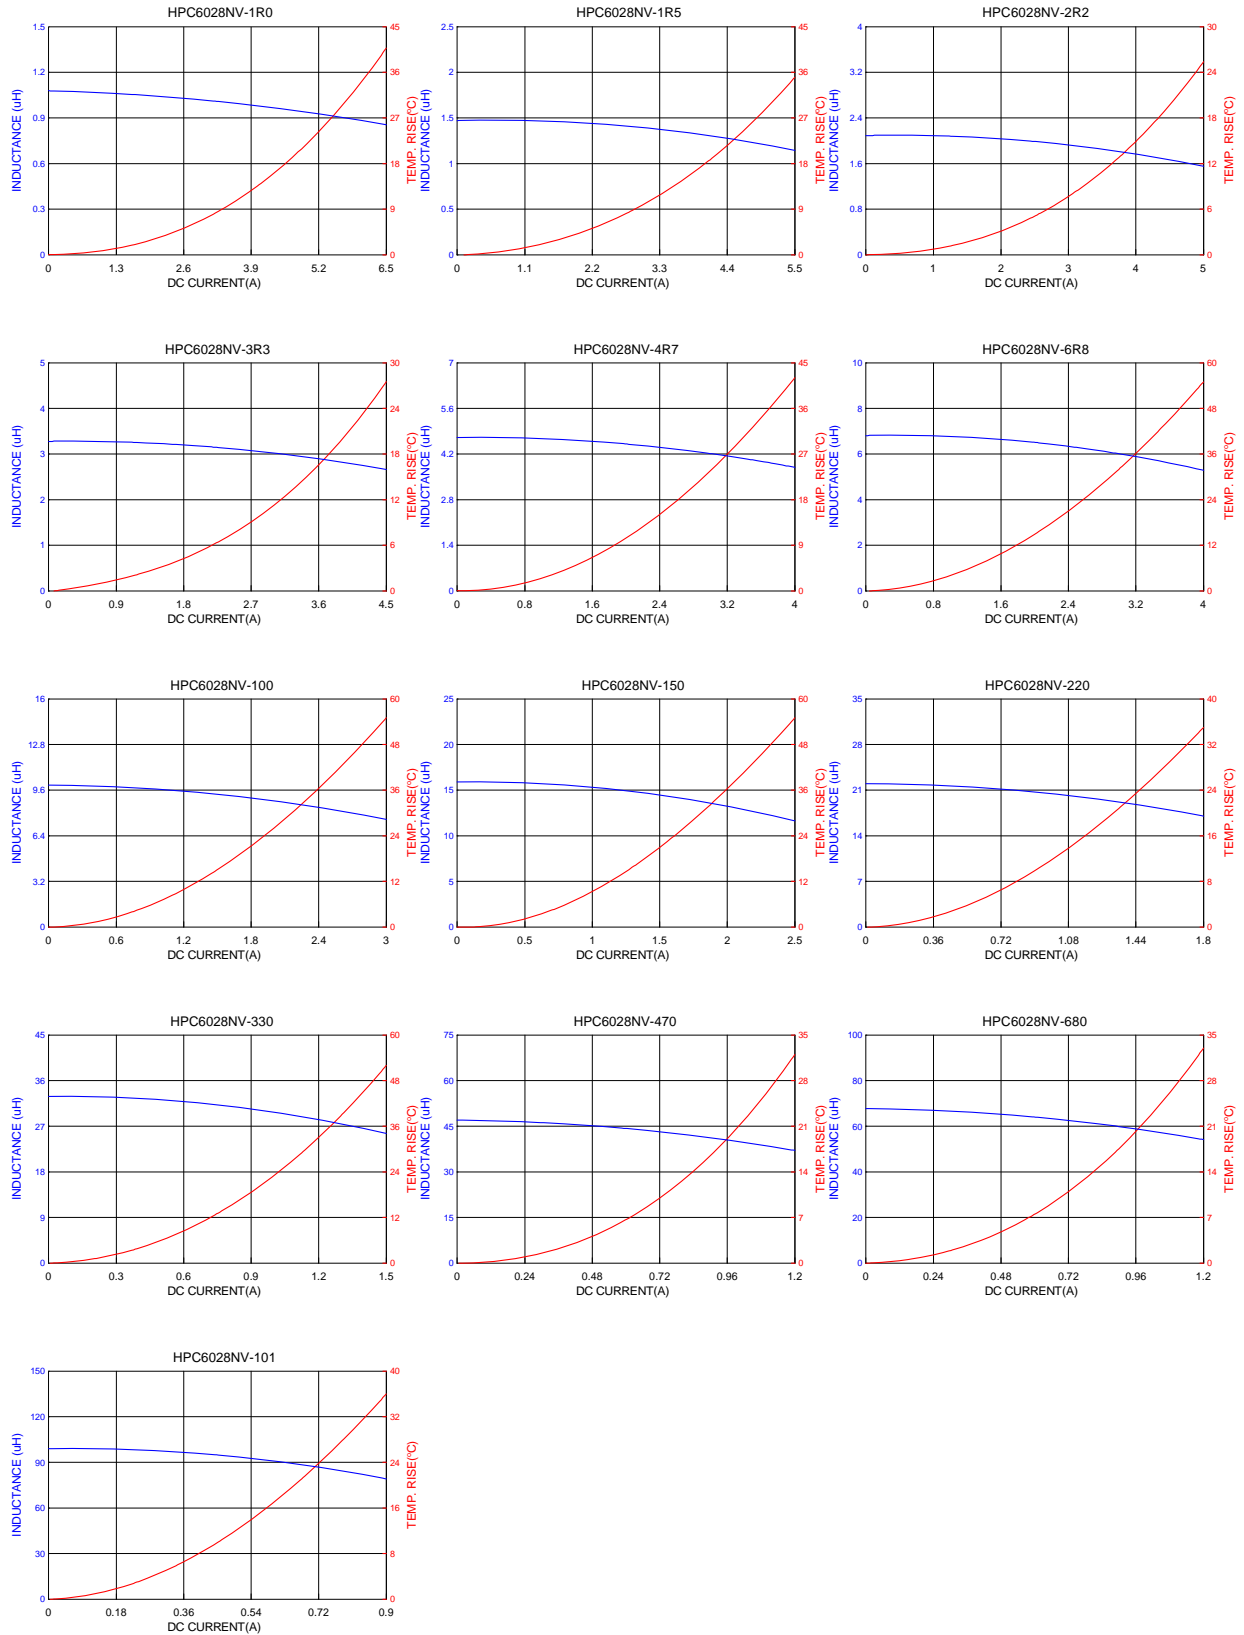 HPC6028NV-1R0
1.5
1.2
0.9
0.6
0.3
0
INDUCTANCE (uH)
45
36
27
18
9
0
TEMP. RISE(°C)
0 1.3 2.6 3.9 5.2 6.5
DC CURRENT(A)
HPC6028NV-1R5
2.5
2
1.5
1
0.5
0
INDUCTANCE (uH)
45
36
27
18
9
0
TEMP. RISE(°C)
0 1.1 2.2 3.3 4.4 5.5
DC CURRENT(A)
HPC6028NV-2R2
4
3.2
2.4
1.6
0.8
0
INDUCTANCE (uH)
30
24
18
12
6
0
TEMP. RISE(°C)
0 1 2 3 4 5
DC CURRENT(A)
HPC6028NV-3R3
5
4
3
2
1
0
INDUCTANCE (uH)
30
24
18
12
6
0
TEMP. RISE(°C)
0 0.9 1.8 2.7 3.6 4.5
DC CURRENT(A)
HPC6028NV-4R7
7
5.6
4.2
2.8
1.4
0
INDUCTANCE (uH)
45
36
27
18
9
0
TEMP. RISE(°C)
0 0.8 1.6 2.4 3.2 4
DC CURRENT(A)
HPC6028NV-6R8
10
8
6
4
2
0
INDUCTANCE (uH)
60
48
36
24
12
0
TEMP. RISE(°C)
0 0.8 1.6 2.4 3.2 4
DC CURRENT(A)
HPC6028NV-100
16
12.8
9.6
6.4
3.2
0
INDUCTANCE (uH)
60
48
36
24
12
0
TEMP. RISE(°C)
0 0.6 1.2 1.8 2.4 3
DC CURRENT(A)
HPC6028NV-150
25
20
15
10
5
0
INDUCTANCE (uH)
60
48
36
24
12
0
TEMP. RISE(°C)
0 0.5 1 1.5 2 2.5
DC CURRENT(A)
HPC6028NV-220
35
28
21
14
7
0
INDUCTANCE (uH)
40
32
24
16
8
0
TEMP. RISE(°C)
0 0.36 0.72 1.08 1.44 1.8
DC CURRENT(A)
HPC6028NV-330
45
36
27
18
9
0
INDUCTANCE (uH)
60
48
36
24
12
0
TEMP. RISE(°C)
0 0.3 0.6 0.9 1.2 1.5
DC CURRENT(A)
HPC6028NV-470
75
60
45
30
15
0
INDUCTANCE (uH)
35
28
21
14
7
0
TEMP. RISE(°C)
0 0.24 0.48 0.72 0.96 1.2
DC CURRENT(A)
HPC6028NV-680
100
80
60
40
20
0
INDUCTANCE (uH)
35
28
21
14
7
0
TEMP. RISE(°C)
0 0.24 0.48 0.72 0.96 1.2
DC CURRENT(A)
HPC6028NV-101
150
120
90
60
30
0
INDUCTANCE (uH)
40
32
24
16
8
0
TEMP. RISE(°C)
0 0.18 0.36 0.54 0.72 0.9
DC CURRENT(A)